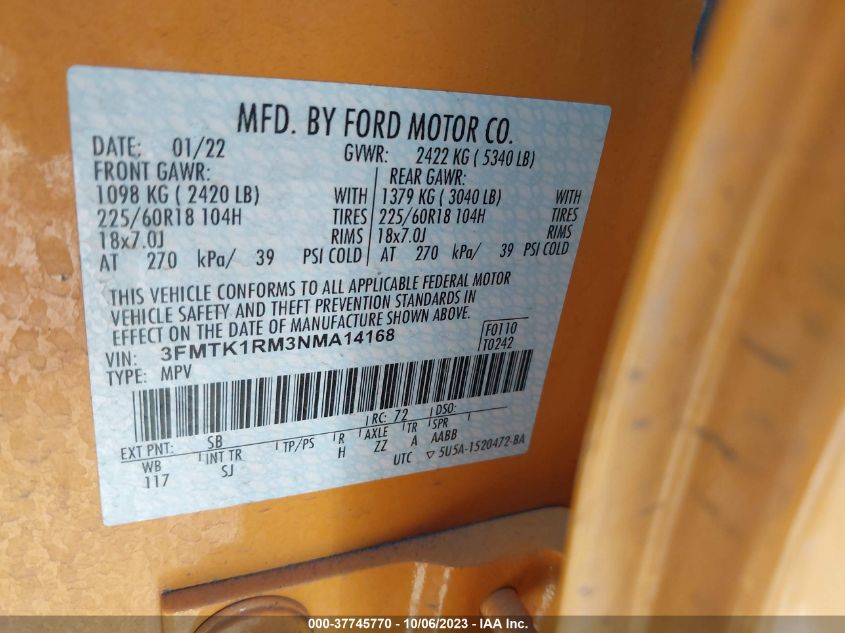 MFD. BY FORD MOTOR CO.
DATE: 01/22 GVWR: 2422 KG ( 5340 LB)
FRONT GAWR: REAR GAWR:
1098 KG ( 2420 LB) WITH 1379 KG ( 3040 LB) WITH
225/60R18 104H TIRES 225/60R18 104H TIRES
18x7.0J RIMS 18x7.0J RIMS
AT 270 kPa/ 39 PSI COLD AT 270 kPa/ 39 PSI COLD
THIS VEHICLE CONFORMS TO ALL APPLICABLE FEDERAL MOTOR
VEHICLE SAFETY AND THEFT PREVENTION STANDARDS IN
EFFECT ON THE DATE OF MANUFACTURE SHOWN ABOVE.
VIN: 3FMTK1RM3NMA14168 F0110
TYPE: MPV T0242
RC: 72 DSO:
EXT PNT: SB
WB INT TR TP/PS R AXLE TR SPR
117 SJ H ZZ A AABB
UTC ▽ 5U5A-1520472-BA
000-37745770 - 10/06/2023 - IAA Inc.